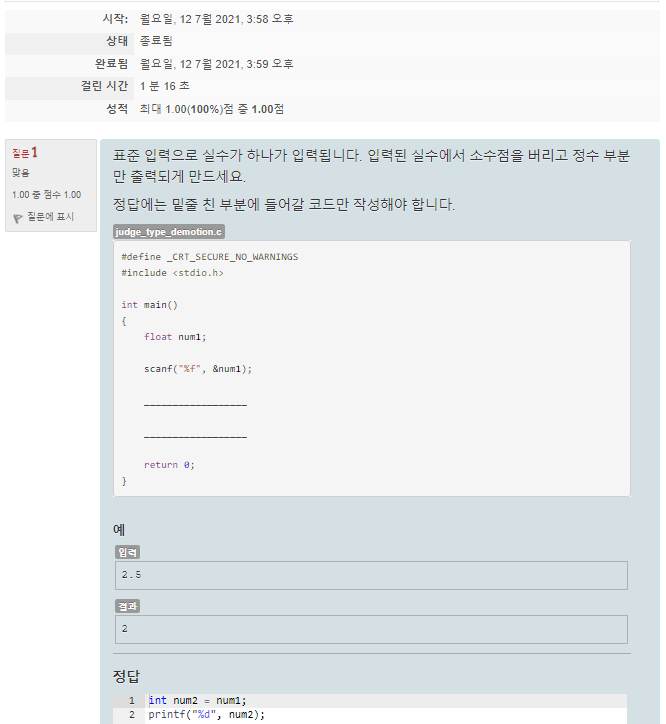 시작: 월요일, 12 7월 2021, 3:58 오후
상태 종료됨
완료됨 월요일, 12 7월 2021, 3:59 오후
걸린 시간 1 분 16 초
성적 최대 1.00(100%)점 중 1.00점
질문 1
맞음
1.00 중 점수 1.00
질문에 표시
표준 입력으로 실수가 하나가 입력됩니다. 입력된 실수에서 소수점을 버리고 정수 부분
만 출력되게 만드세요.
정답에는 밑줄 친 부분에 들어갈 코드만 작성해야 합니다.
judge_type_demotion.c
#define _CRT_SECURE_NO_WARNINGS
#include <stdio.h>
int main()
{
float num1;
scanf("%f", &num1);
__________________
__________________
return 0;
}
예
입력
2.5
결과
2
정답
1 int num2 = num1;
2 printf("%d", num2);